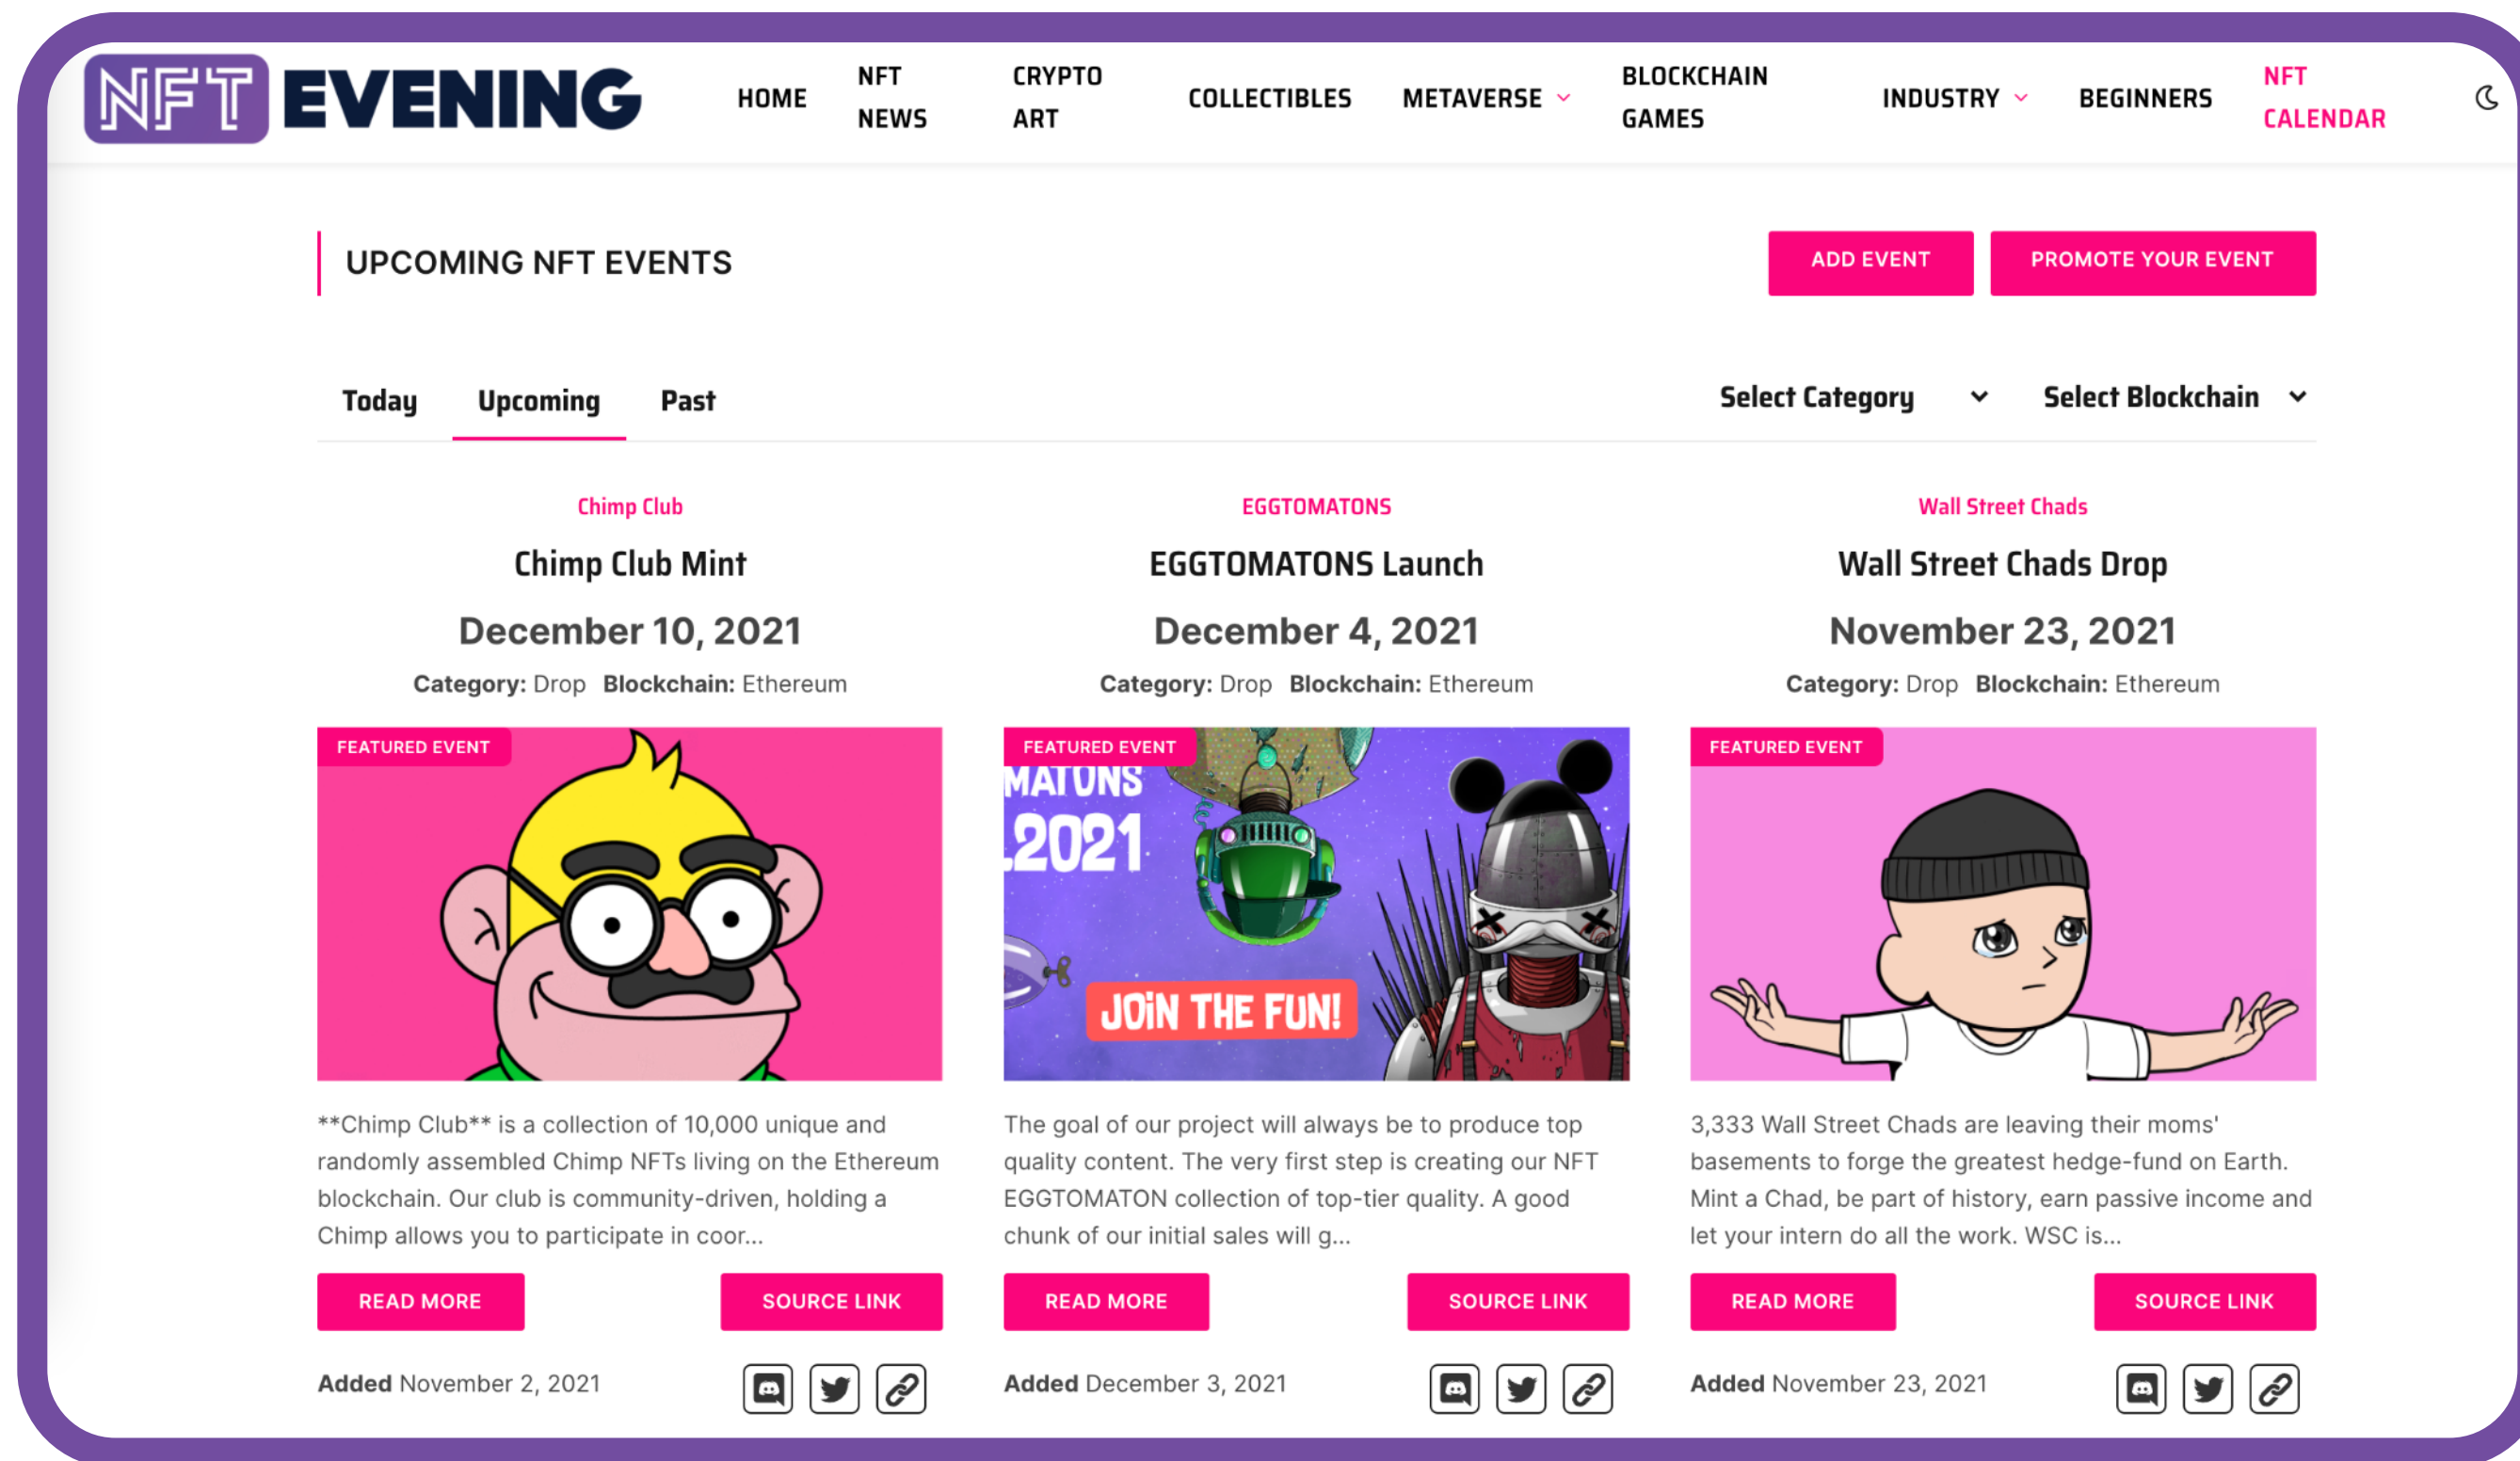 NFT EVENING
HOME
NFT
NEWS
CRYPTO
ART
COLLECTIBLES
METAVERSE
BLOCKCHAIN
GAMES
INDUSTRY
BEGINNERS
NFT
CALENDAR
UPCOMING NFT EVENTS
ADD EVENT
PROMOTE YOUR EVENT
Today
Upcoming
Past
Select Category
Select Blockchain
Chimp Club
Chimp Club Mint
December 10, 2021
Category: Drop Blockchain: Ethereum
FEATURED EVENT
**Chimp Club** is a collection of 10,000 unique and
randomly assembled Chimp NFTs living on the Ethereum
blockchain. Our club is community-driven, holding a
Chimp allows you to participate in coor...
READ MORE
SOURCE LINK
Added November 2, 2021
EGGTOMATONS
EGGTOMATONS Launch
December 4, 2021
Category: Drop Blockchain: Ethereum
FEATURED EVENT
MATONS
.2021
JOIN THE FUN!
The goal of our project will always be to produce top
quality content. The very first step is creating our NFT
EGGTOMATON collection of top-tier quality. A good
chunk of our initial sales will g...
READ MORE
SOURCE LINK
Added December 3, 2021
Wall Street Chads
Wall Street Chads Drop
November 23, 2021
Category: Drop Blockchain: Ethereum
FEATURED EVENT
3,333 Wall Street Chads are leaving their moms'
basements to forge the greatest hedge-fund on Earth.
Mint a Chad, be part of history, earn passive income and
let your intern do all the work. WSC is...
READ MORE
SOURCE LINK
Added November 23, 2021